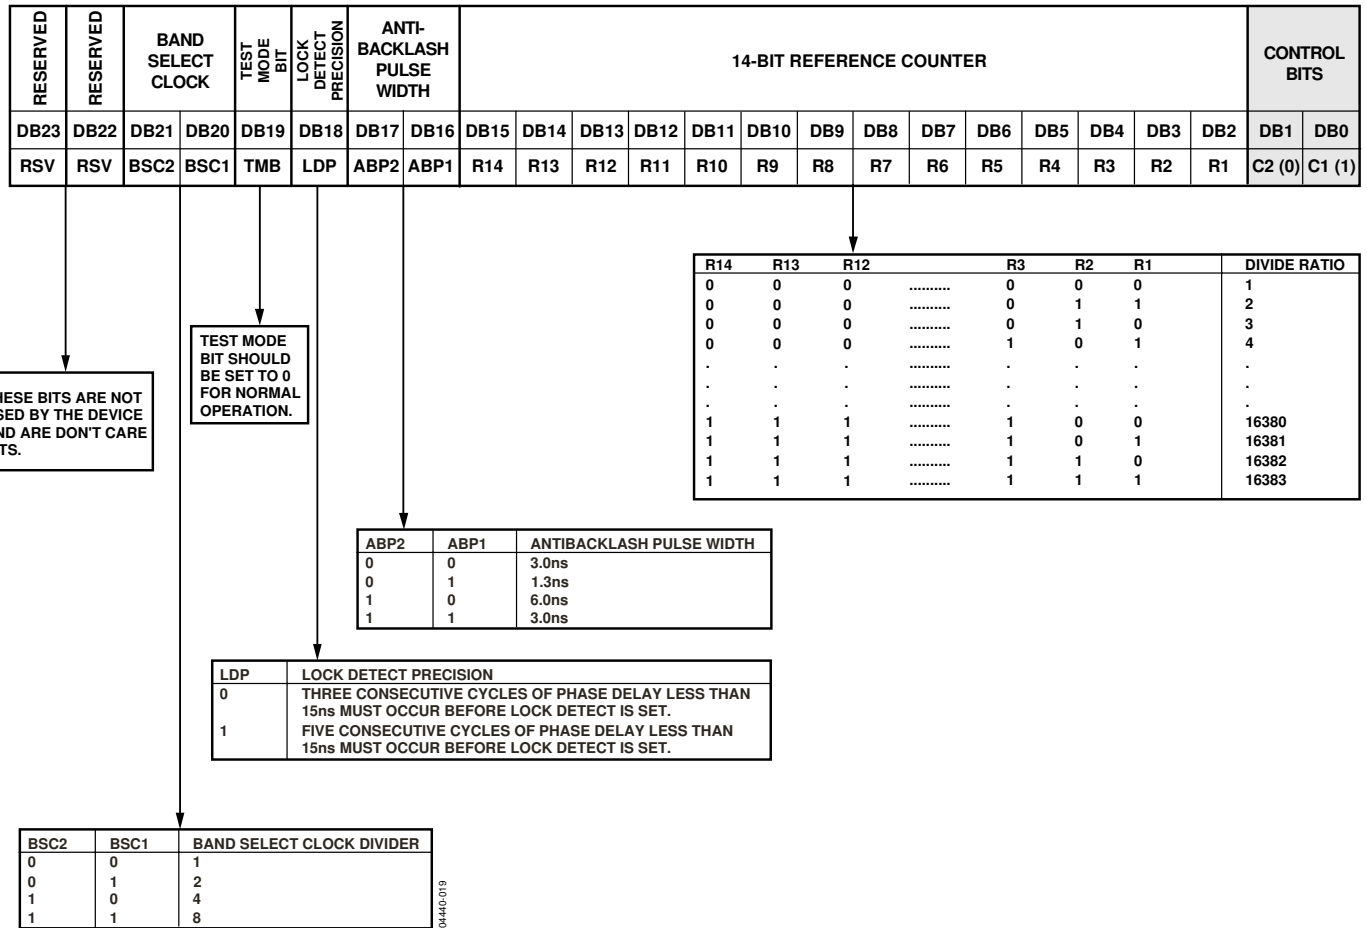 RESERVED
RESERVED
BAND
SELECT
CLOCK
TEST
MODE
BIT
LOCK
DETECT
PRECISION
ANTI-
BACKLASH
PULSE
WIDTH
14-BIT REFERENCE COUNTER
CONTROL
BITS
DB23 DB22 DB21 DB20 DB19 DB18 DB17 DB16 DB15 DB14 DB13 DB12 DB11 DB10 DB9 DB8 DB7 DB6 DB5 DB4 DB3 DB2 DB1 DB0
RSV RSV BSC2 BSC1 TMB LDP ABP2 ABP1 R14 R13 R12 R11 R10 R9 R8 R7 R6 R5 R4 R3 R2 R1 C2 (0) C1 (1)
R14 R13 R12 R3 R2 R1 DIVIDE RATIO
0 0 0 .......... 0 0 0 1
0 0 0 .......... 0 1 1 2
0 0 0 .......... 0 1 0 3
0 0 0 .......... 1 0 1 4
. . . .......... . . . .
. . . .......... . . . .
. . . .......... . . . .
1 1 1 .......... 1 0 0 16380
1 1 1 .......... 1 0 1 16381
1 1 1 .......... 1 1 0 16382
1 1 1 .......... 1 1 1 16383
TEST MODE
BIT SHOULD
BE SET TO 0
FOR NORMAL
OPERATION.
HESE BITS ARE NOT
SED BY THE DEVICE
ND ARE DON'T CARE
TS.
ABP2 ABP1 ANTIBACKLASH PULSE WIDTH
0 0 3.0ns
0 1 1.3ns
1 0 6.0ns
1 1 3.0ns
LDP LOCK DETECT PRECISION
0 THREE CONSECUTIVE CYCLES OF PHASE DELAY LESS THAN
15ns MUST OCCUR BEFORE LOCK DETECT IS SET.
1 FIVE CONSECUTIVE CYCLES OF PHASE DELAY LESS THAN
15ns MUST OCCUR BEFORE LOCK DETECT IS SET.
BSC2 BSC1 BAND SELECT CLOCK DIVIDER
0 0 1
0 1 2
1 0 4
1 1 8
04440-019